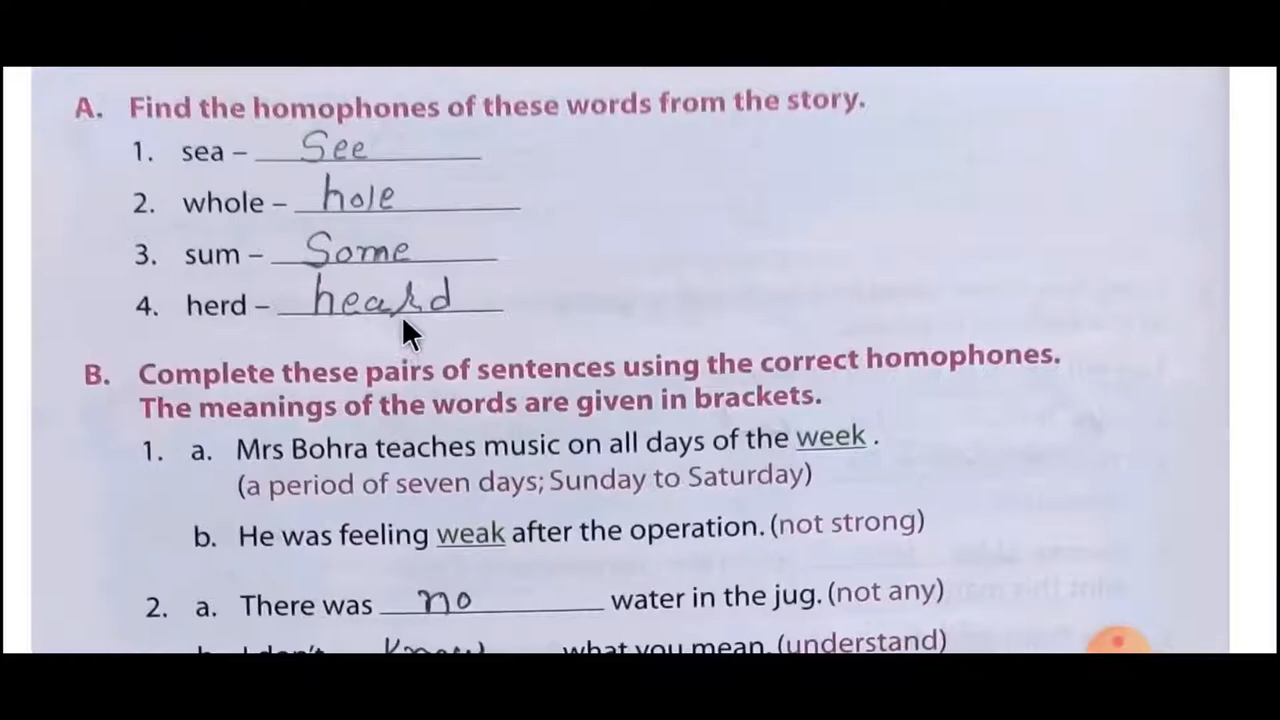 A. Find the homophones of these words from the story.
1. sea – See
2. whole – hole
3. sum – Some
4. herd – heard
B. Complete these pairs of sentences using the correct homophones.
The meanings of the words are given in brackets.
1. a. Mrs Bohra teaches music on all days of the week.
(a period of seven days; Sunday to Saturday)
b. He was feeling weak after the operation. (not strong)
2. a. There was no water in the jug. (not any)
b. I don't know what you mean. (understand)